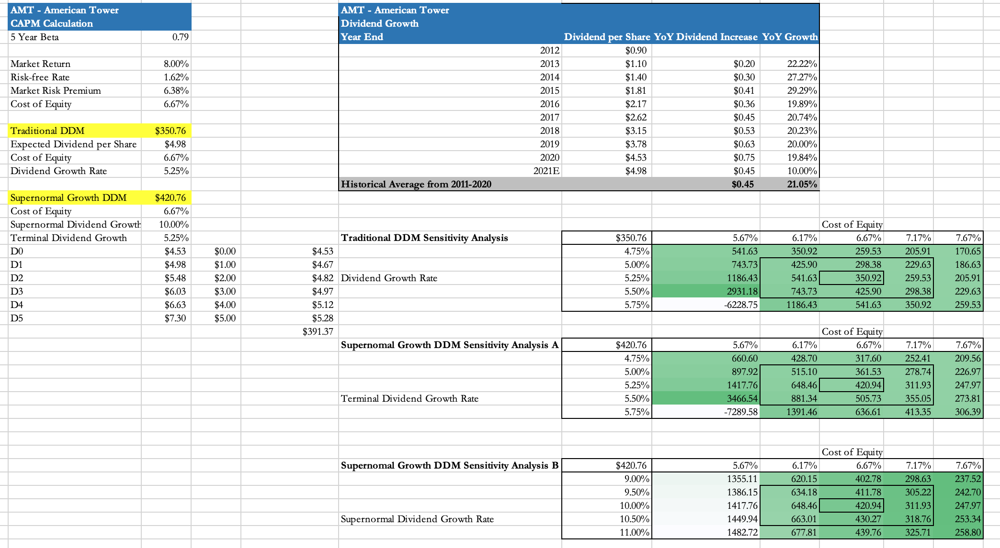 AMT - American Tower
CAPM Calculation
5 Year Beta 0.79
Market Return 8.00%
Risk-free Rate 1.62%
Market Risk Premium 6.38%
Cost of Equity 6.67%
Traditional DDM $350.76
Expected Dividend per Share $4.98
Cost of Equity 6.67%
Dividend Growth Rate 5.25%
Supernormal Growth DDM $420.76
Cost of Equity 6.67%
Supernormal Dividend Growth 10.00%
Terminal Dividend Growth 5.25%
D0 $4.53 $0.00 $4.53
D1 $4.98 $1.00 $4.67
D2 $5.48 $2.00 $4.82
D3 $6.03 $3.00 $4.97
D4 $6.63 $4.00 $5.12
D5 $7.30 $5.00 $5.28
$391.37
AMT - American Tower
Dividend Growth
Year End Dividend per Share YoY Dividend Increase YoY Growth
2012 $0.90
2013 $1.10 $0.20 22.22%
2014 $1.40 $0.30 27.27%
2015 $1.81 $0.41 29.29%
2016 $2.17 $0.36 19.89%
2017 $2.62 $0.45 20.74%
2018 $3.15 $0.53 20.23%
2019 $3.78 $0.63 20.00%
2020 $4.53 $0.75 19.84%
2021E $4.98 $0.45 10.00%
Historical Average from 2011-2020 $0.45 21.05%
Cost of Equity
Traditional DDM Sensitivity Analysis $350.76 5.67% 6.17% 6.67% 7.17% 7.67%
4.75% 541.63 350.92 259.53 205.91 170.65
5.00% 743.73 425.90 298.38 229.63 186.63
Dividend Growth Rate 5.25% 1186.43 541.63 350.92 259.53 205.91
5.50% 2931.18 743.73 425.90 298.38 229.63
5.75% -6228.75 1186.43 541.63 350.92 259.53
Cost of Equity
Supernomal Growth DDM Sensitivity Analysis A $420.76 5.67% 6.17% 6.67% 7.17% 7.67%
4.75% 660.60 428.70 317.60 252.41 209.56
5.00% 897.92 515.10 361.53 278.74 226.97
5.25% 1417.76 648.46 420.94 311.93 247.97
Terminal Dividend Growth Rate 5.50% 3466.54 881.34 505.73 355.05 273.81
5.75% -7289.58 1391.46 636.61 413.35 306.39
Cost of Equity
Supernomal Growth DDM Sensitivity Analysis B $420.76 5.67% 6.17% 6.67% 7.17% 7.67%
9.00% 1355.11 620.15 402.78 298.63 237.52
9.50% 1386.15 634.18 411.78 305.22 242.70
10.00% 1417.76 648.46 420.94 311.93 247.97
Supernormal Dividend Growth Rate 10.50% 1449.94 663.01 430.27 318.76 253.34
11.00% 1482.72 677.81 439.76 325.71 258.80